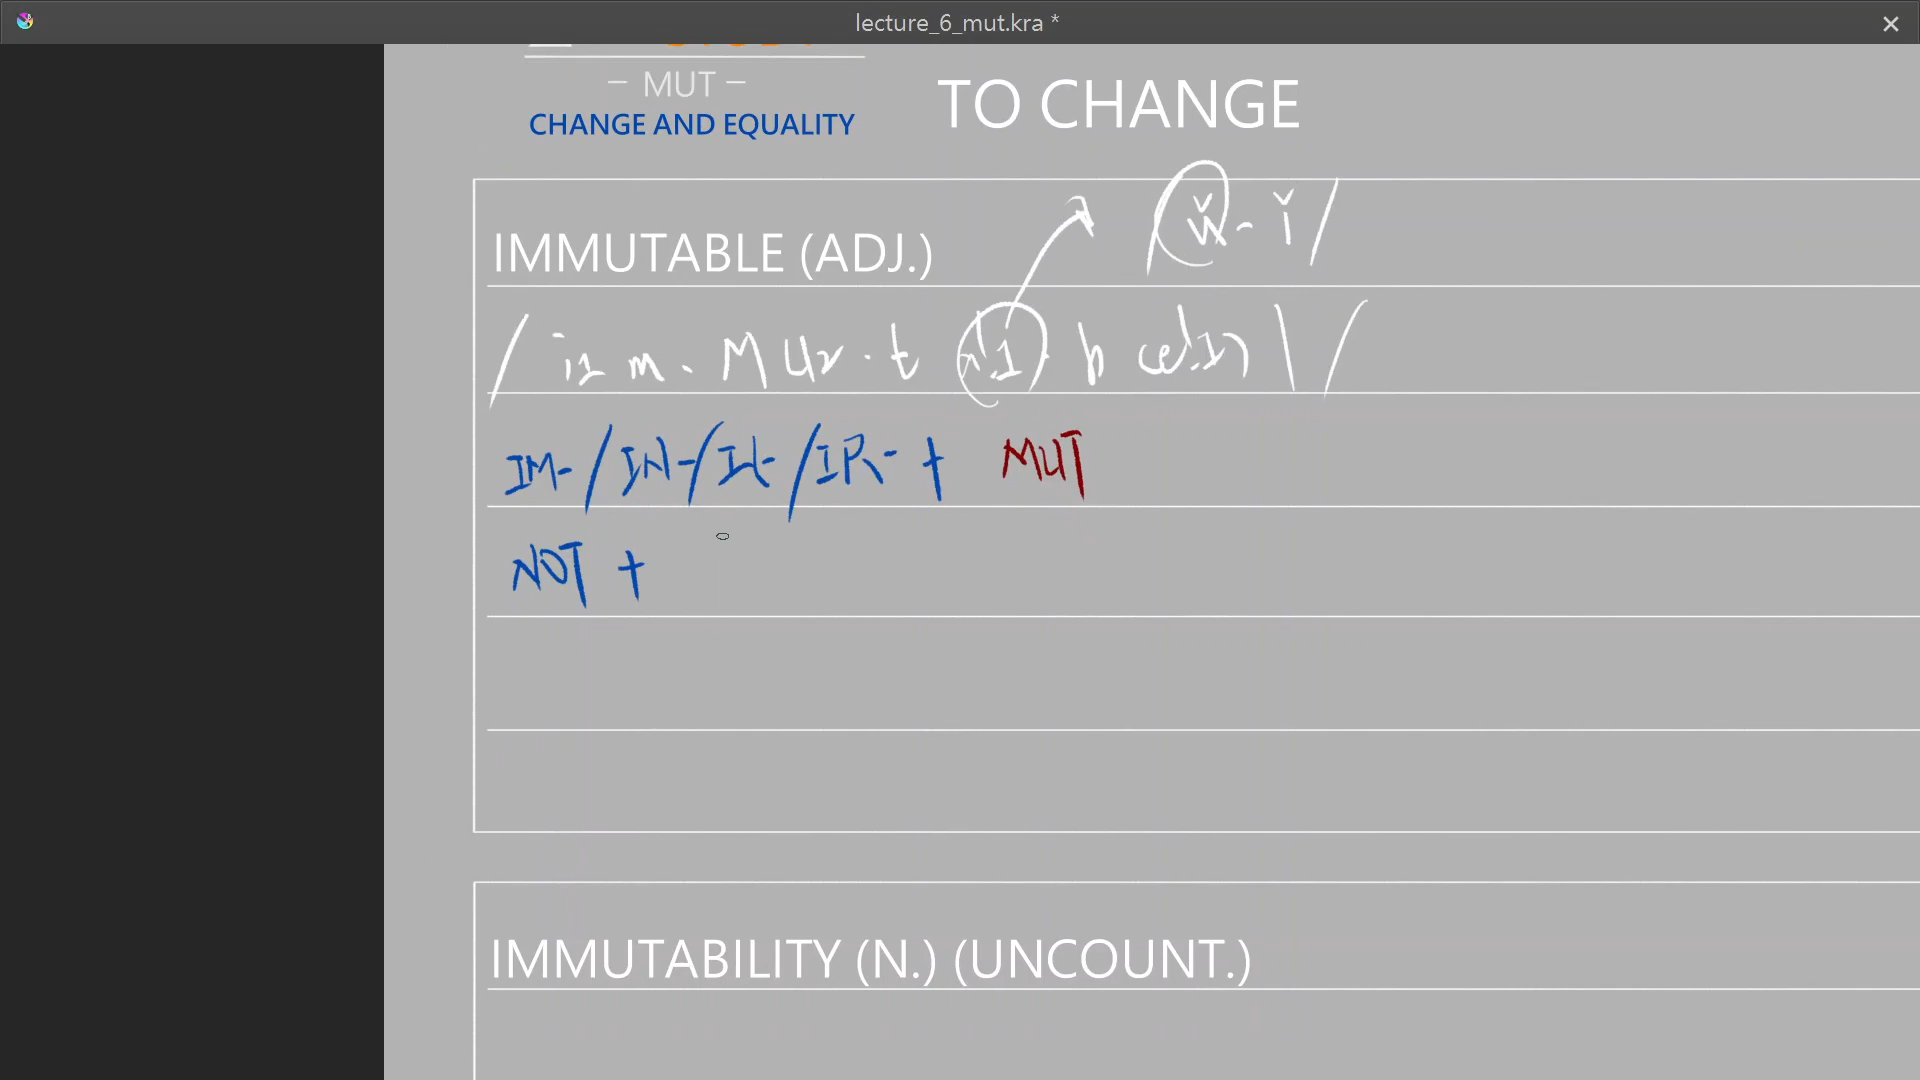 lecture_6_mut.kra *
– MUT –
CHANGE AND EQUALITY
TO CHANGE
IMMUTABLE (ADJ.)
IM- / IN- / IL- / IR- + MUT
NOT +
IMMUTABILITY (N.) (UNCOUNT.)